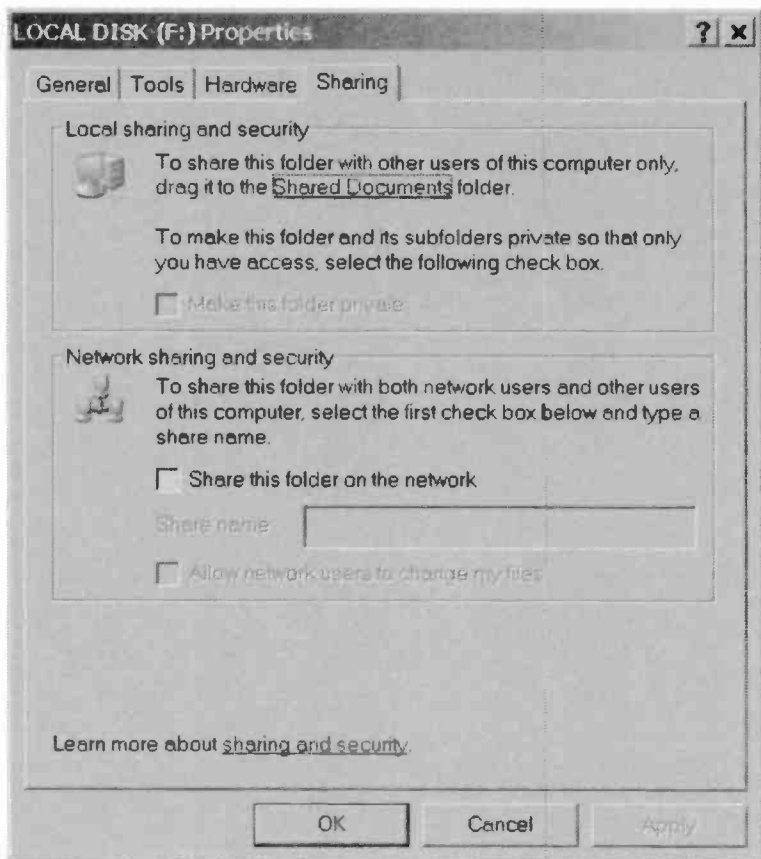 LOCAL DISK (F:) Properties
? x
General Tools Hardware Sharing
Local sharing and security
To share this folder with other users of this computer only,
drag it to the Shared Documents folder.
To make this folder and its subfolders private so that only
you have access, select the following check box.
Make this folder private
Network sharing and security
To share this folder with both network users and other users
of this computer, select the first check box below and type a
share name.
Share this folder on the network
Share name
Allow network users to change my files
Learn more about sharing and security.
OK Cancel Apply